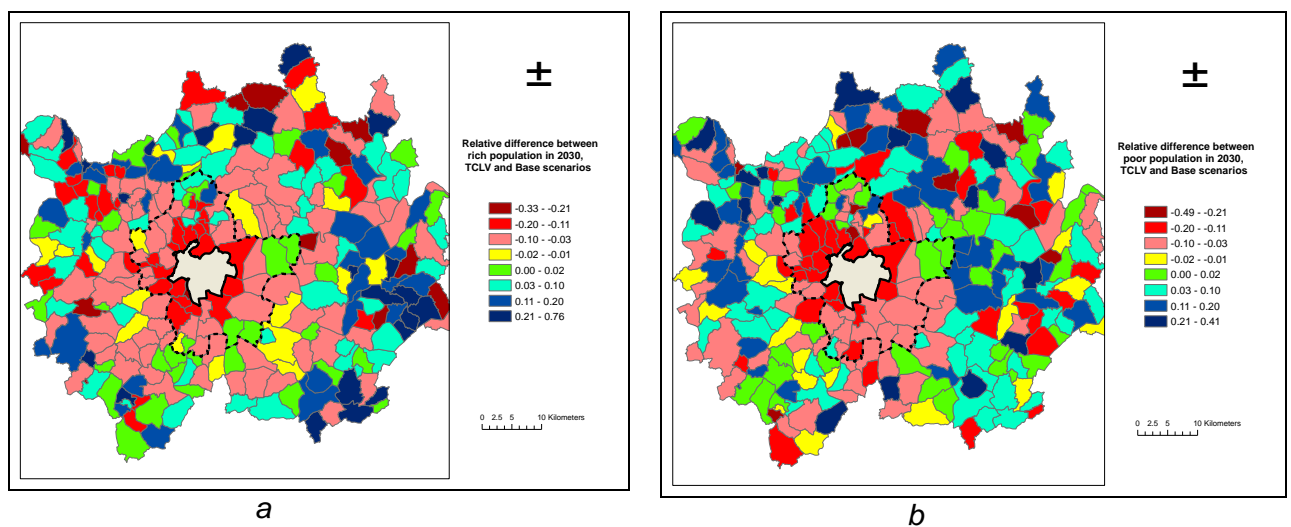 ±
Relative difference between
rich population in 2030,
TCLV and Base scenarios
-0.33 - -0.21
-0.20 - -0.11
-0.10 - -0.03
-0.02 - -0.01
0.00 - 0.02
0.03 - 0.10
0.11 - 0.20
0.21 - 0.76
0 2.5 5 10 Kilometers
a
±
Relative difference between
poor population in 2030,
TCLV and Base scenarios
-0.49 - -0.21
-0.20 - -0.11
-0.10 - -0.03
-0.02 - -0.01
0.00 - 0.02
0.03 - 0.10
0.11 - 0.20
0.21 - 0.41
0 2.5 5 10 Kilometers
b